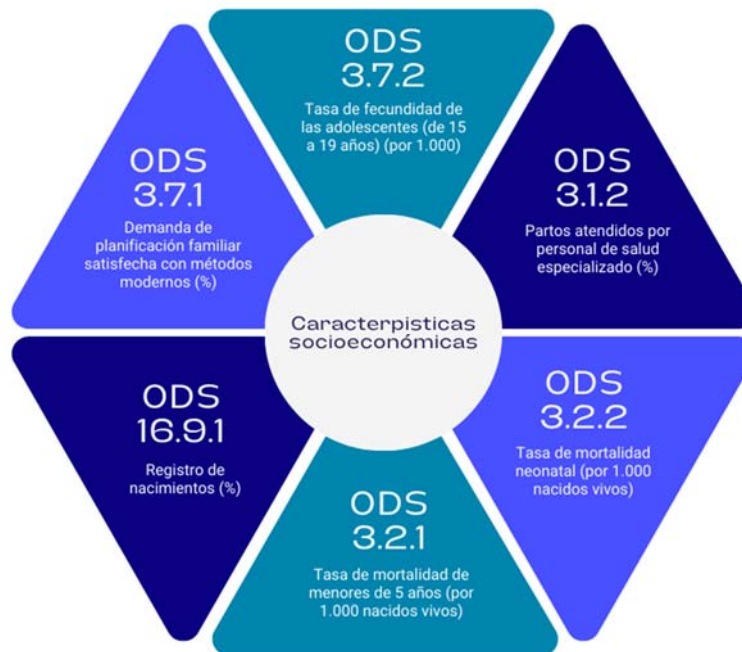 ODS
3.7.2
Tasa de fecundidad de
las adolescentes (de 15
a 19 años) (por 1.000)
ODS
3.1.2
Partos atendidos por
personal de salud
especializado (%)
ODS
3.2.2
Tasa de mortalidad
neonatal (por 1.000
nacidos vivos)
ODS
3.2.1
Tasa de mortalidad de
menores de 5 años (por
1.000 nacidos vivos)
ODS
16.9.1
Registro de
nacimientos (%)
ODS
3.7.1
Demanda de
planificación familiar
satisfecha con métodos
modernos (%)
Caracterpisticas
socioeconómicas